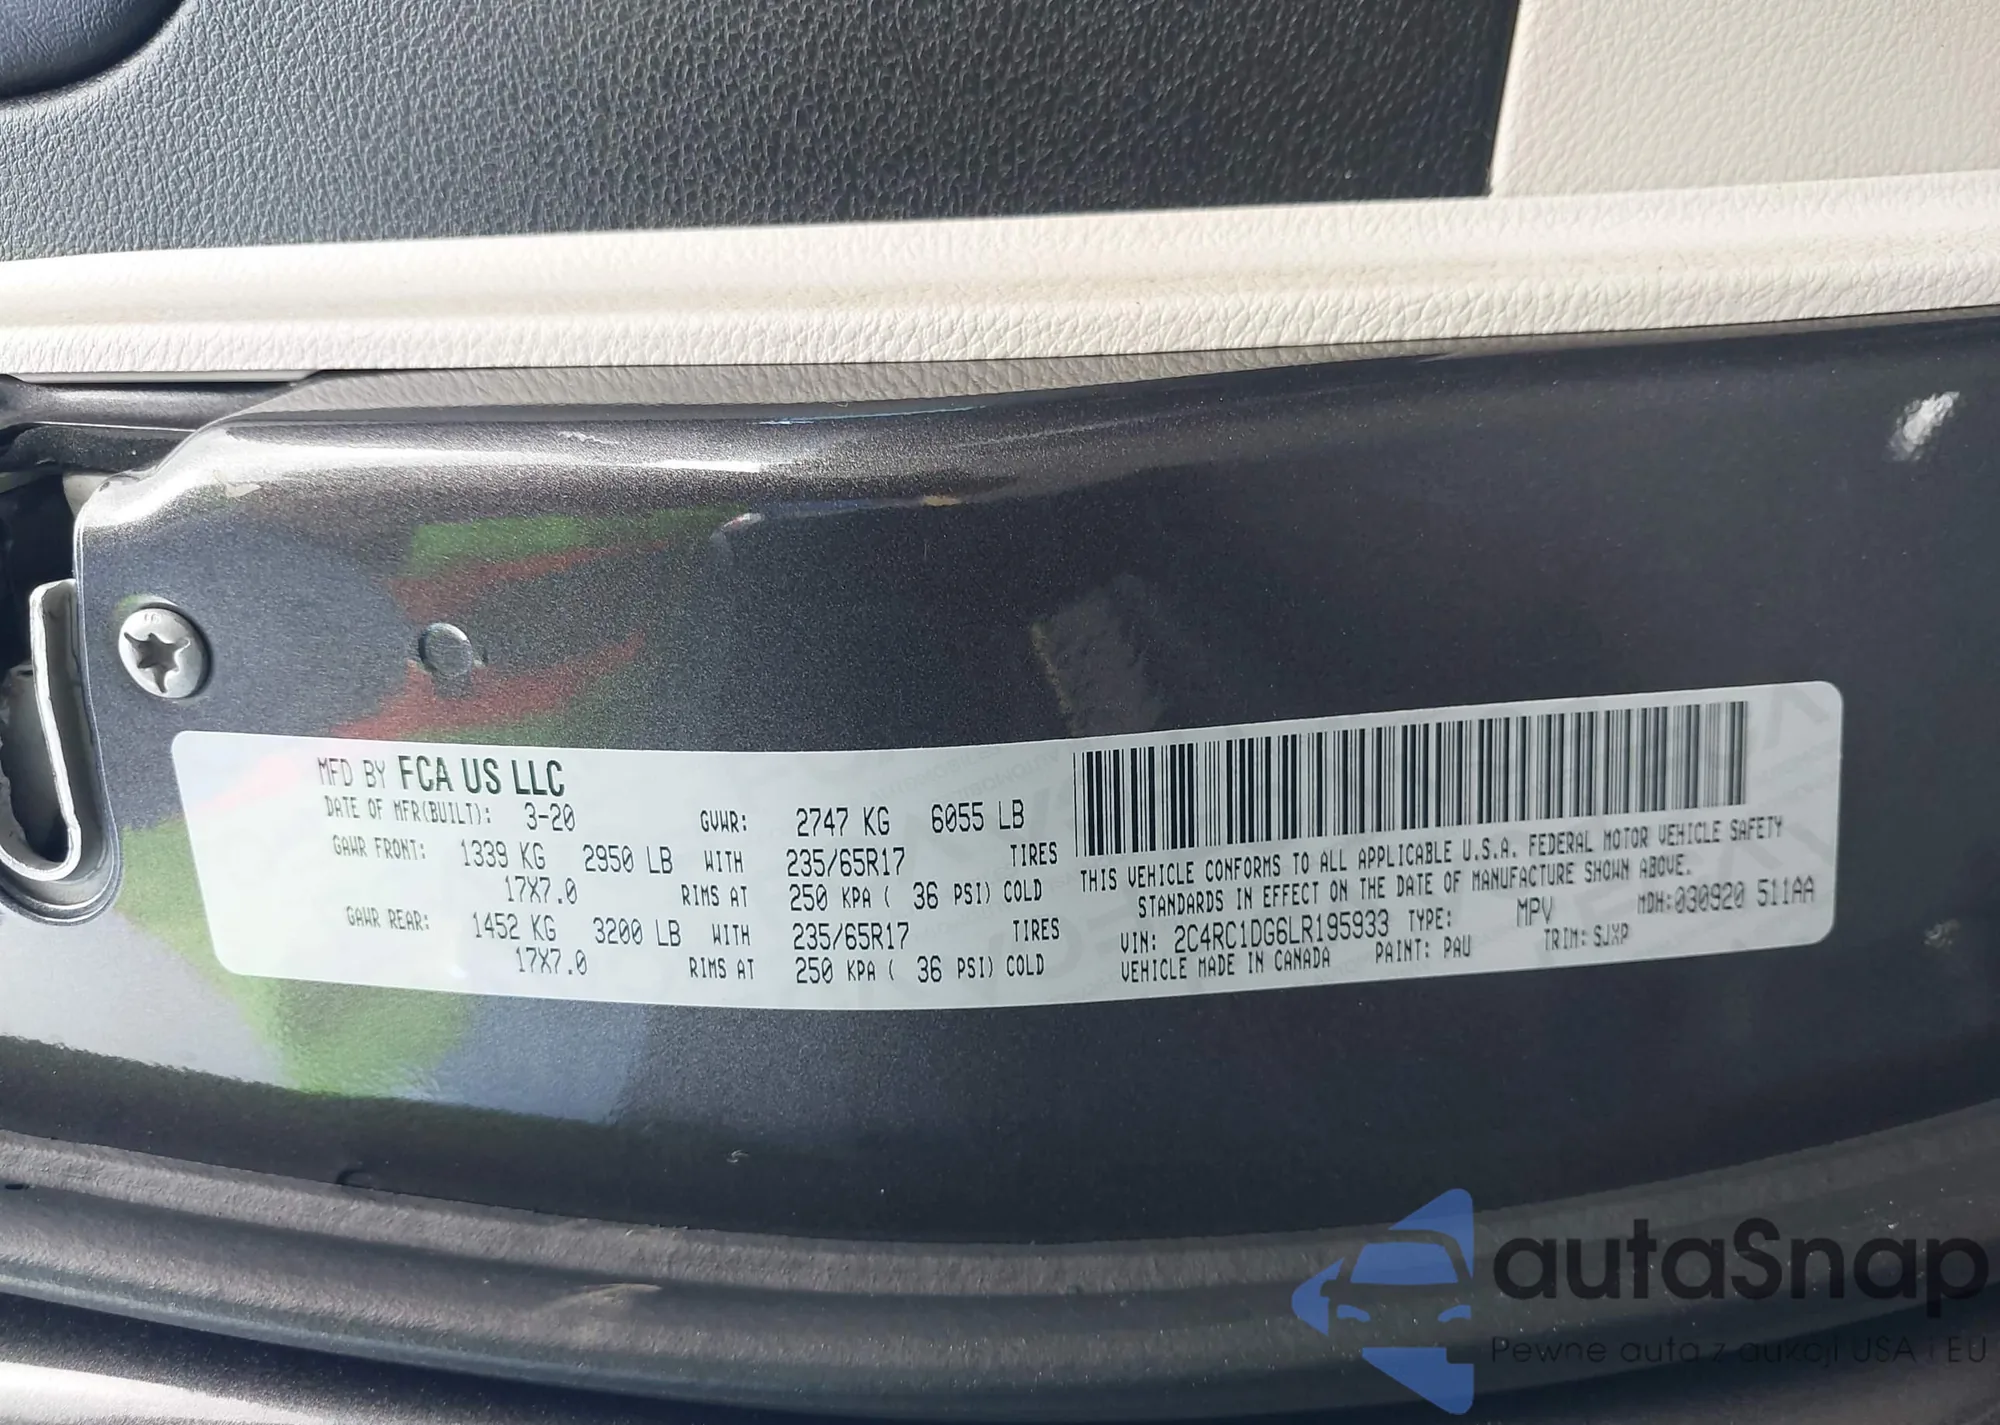 MFD BY FCA US LLC
DATE OF MFR(BUILT): 3-20 GVWR: 2747 KG 6055 LB
GAWR FRONT: 1339 KG 2950 LB WITH 235/65R17 TIRES
17X7.0 RIMS AT 250 KPA ( 36 PSI) COLD
GAWR REAR: 1452 KG 3200 LB WITH 235/65R17 TIRES
17X7.0 RIMS AT 250 KPA ( 36 PSI) COLD
THIS VEHICLE CONFORMS TO ALL APPLICABLE U.S.A. FEDERAL MOTOR VEHICLE SAFETY
STANDARDS IN EFFECT ON THE DATE OF MANUFACTURE SHOWN ABOVE.
VIN: 2C4RC1DG6LR195933 TYPE: MPV MDH:030920 511AA
VEHICLE MADE IN CANADA PAINT: PAU TRIM: SJXP
autaSnap
Pewne auta z aukcji USA i EU